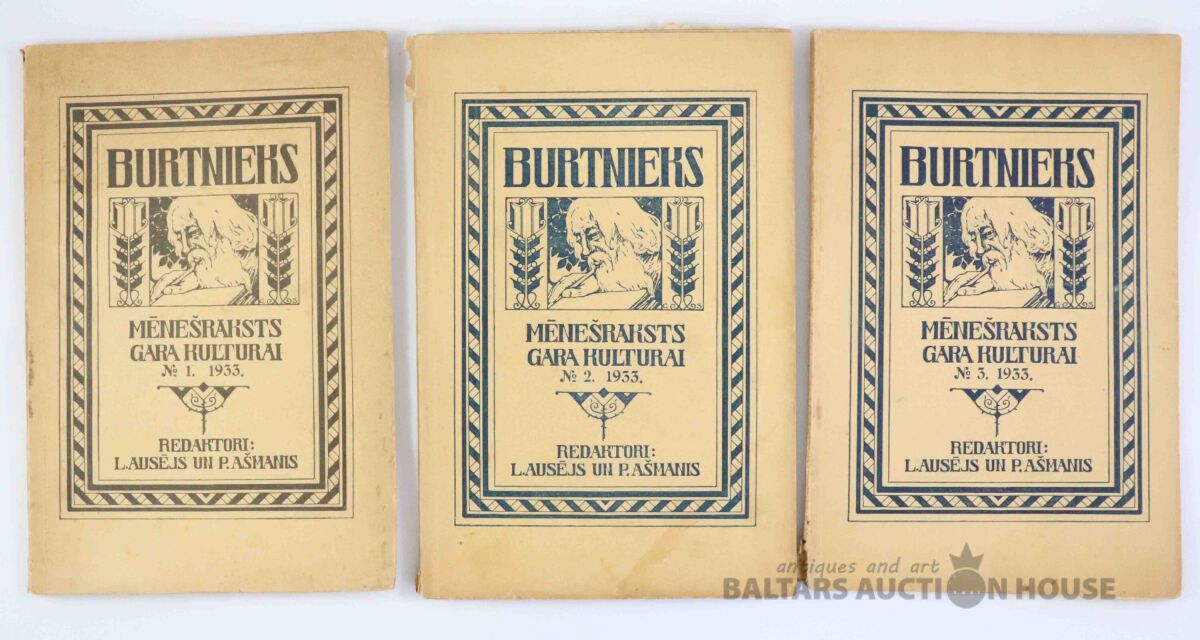 BURTNIEKS
MĒNEŠRAKSTS
GARA KULTURAI
№ 1. 1933.
REDAKTORI:
L.AUSĒJS UN P.AŠMANIS
BURTNIEKS
MĒNEŠRAKSTS
GARA KULTURAI
№ 2. 1933.
REDAKTORI:
L.AUSĒJS UN P.AŠMANIS
BURTNIEKS
MĒNEŠRAKSTS
GARA KULTURAI
№ 3. 1933.
REDAKTORI:
L.AUSĒJS UN P.AŠMANIS
antiques and art
BALTARS AUCTION HOUSE